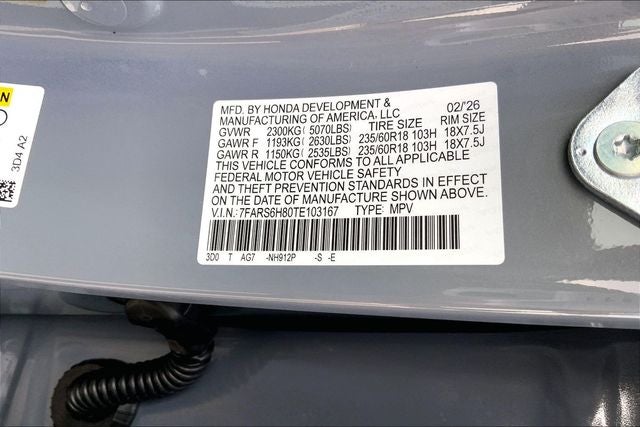 MFD. BY HONDA DEVELOPMENT &
MANUFACTURING OF AMERICA, LLC 02/'26
GVWR 2300KG( 5070LBS) TIRE SIZE RIM SIZE
GAWR F 1193KG( 2630LBS) 235/60R18 103H 18X7.5J
GAWR R 1150KG( 2535LBS) 235/60R18 103H 18X7.5J
THIS VEHICLE CONFORMS TO ALL APPLICABLE
FEDERAL MOTOR VEHICLE SAFETY
AND THEFT PREVENTION STANDARDS IN EFFECT
ON THE DATE OF MANUFACTURE SHOWN ABOVE.
V.I.N.: 7FARS6H80TE103167 TYPE: MPV
3D0 T AG7 -NH912P -S -E
3D4 A2